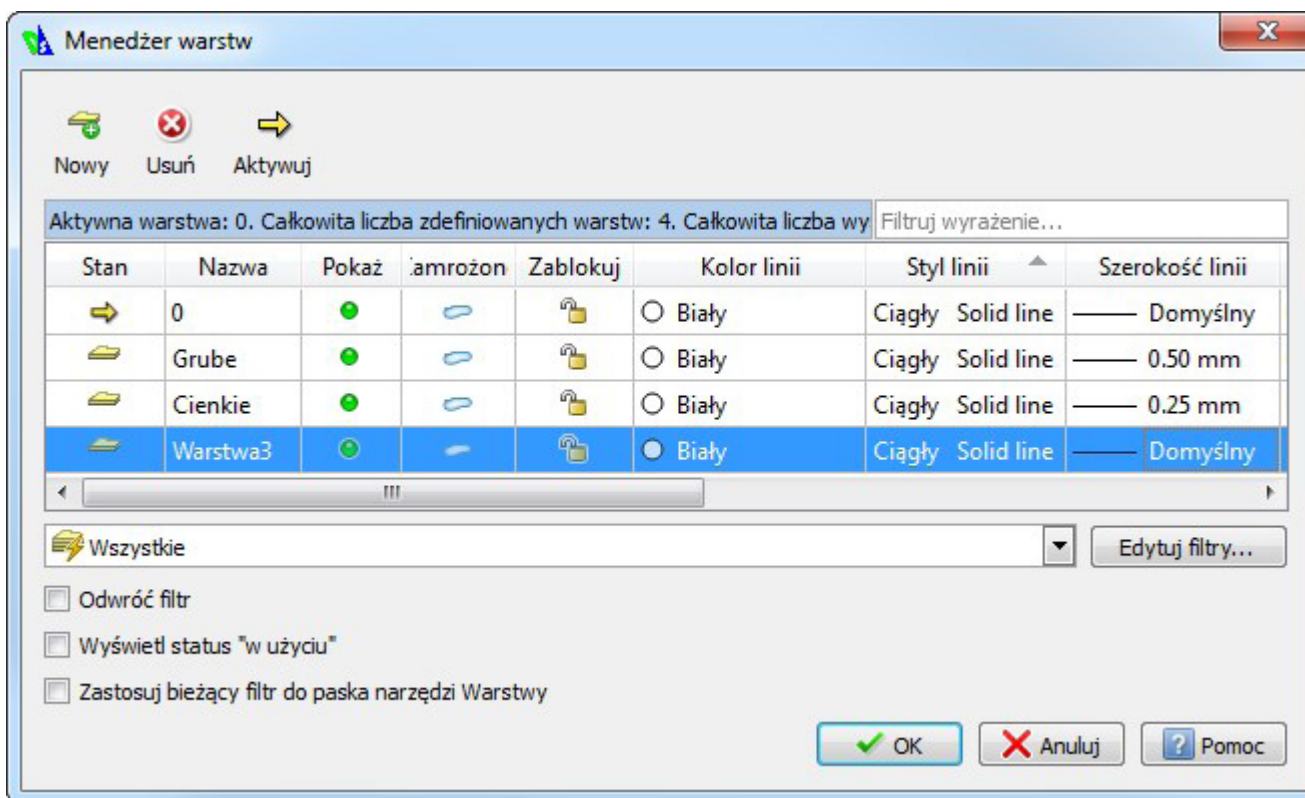 Menedżer warstw
Nowy Usuń Aktywuj
Aktywna warstwa: 0. Całkowita liczba zdefiniowanych warstw: 4. Całkowita liczba wy Filtruj wyrażenie...
Stan Nazwa Pokaż amrożon Zablokuj Kolor linii Styl linii Szerokość linii
0 Biały Ciągły Solid line Domyślny
Grube Biały Ciągły Solid line 0.50 mm
Cienkie Biały Ciągły Solid line 0.25 mm
Warstwa3 Biały Ciągły Solid line Domyślny
Wszystkie Edytuj filtry...
Odwróć filtr
Wyświetl status "w użyciu"
Zastosuj bieżący filtr do paska narzędzi Warstwy
OK Anuluj ? Pomoc